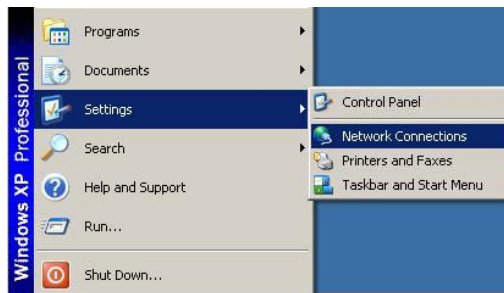 Windows XP Professional
Programs
Documents
Settings
Search
Help and Support
Run...
Shut Down...
Control Panel
Network Connections
Printers and Faxes
Taskbar and Start Menu